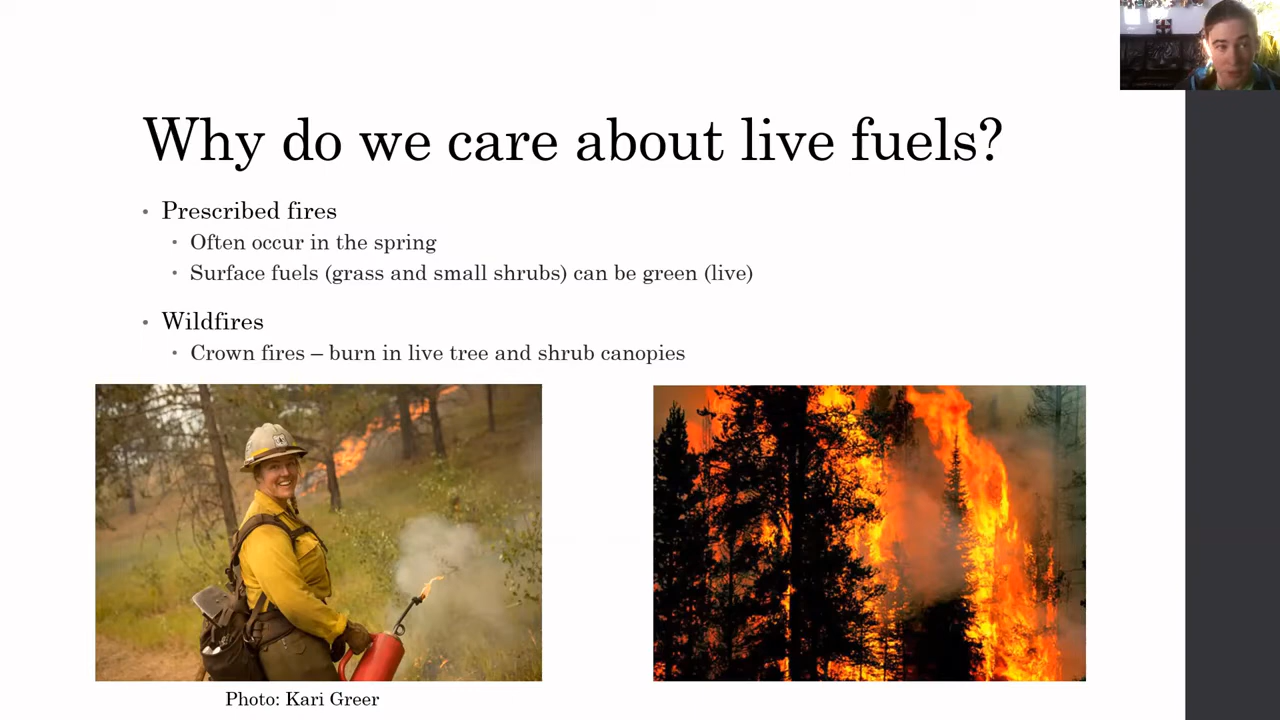 Why do we care about live fuels?
• Prescribed fires
• Often occur in the spring
• Surface fuels (grass and small shrubs) can be green (live)
• Wildfires
• Crown fires – burn in live tree and shrub canopies
Photo: Kari Greer